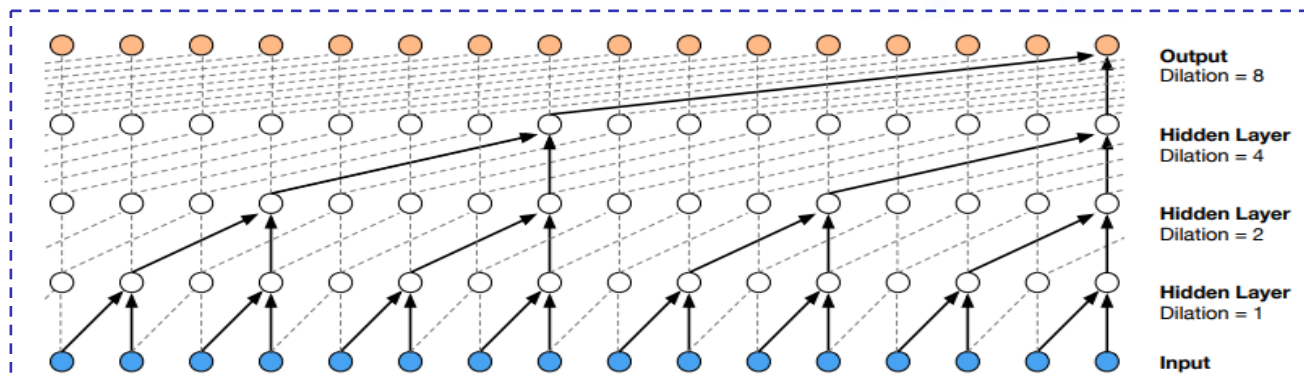 Output
Dilation = 8
Hidden Layer
Dilation = 4
Hidden Layer
Dilation = 2
Hidden Layer
Dilation = 1
Input